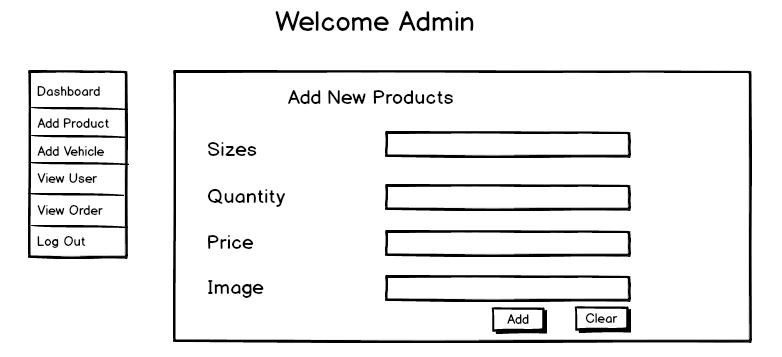 Welcome Admin
Dashboard
Add Product
Add Vehicle
View User
View Order
Log Out
Add New Products
Sizes
Quantity
Price
Image
Add
Clear